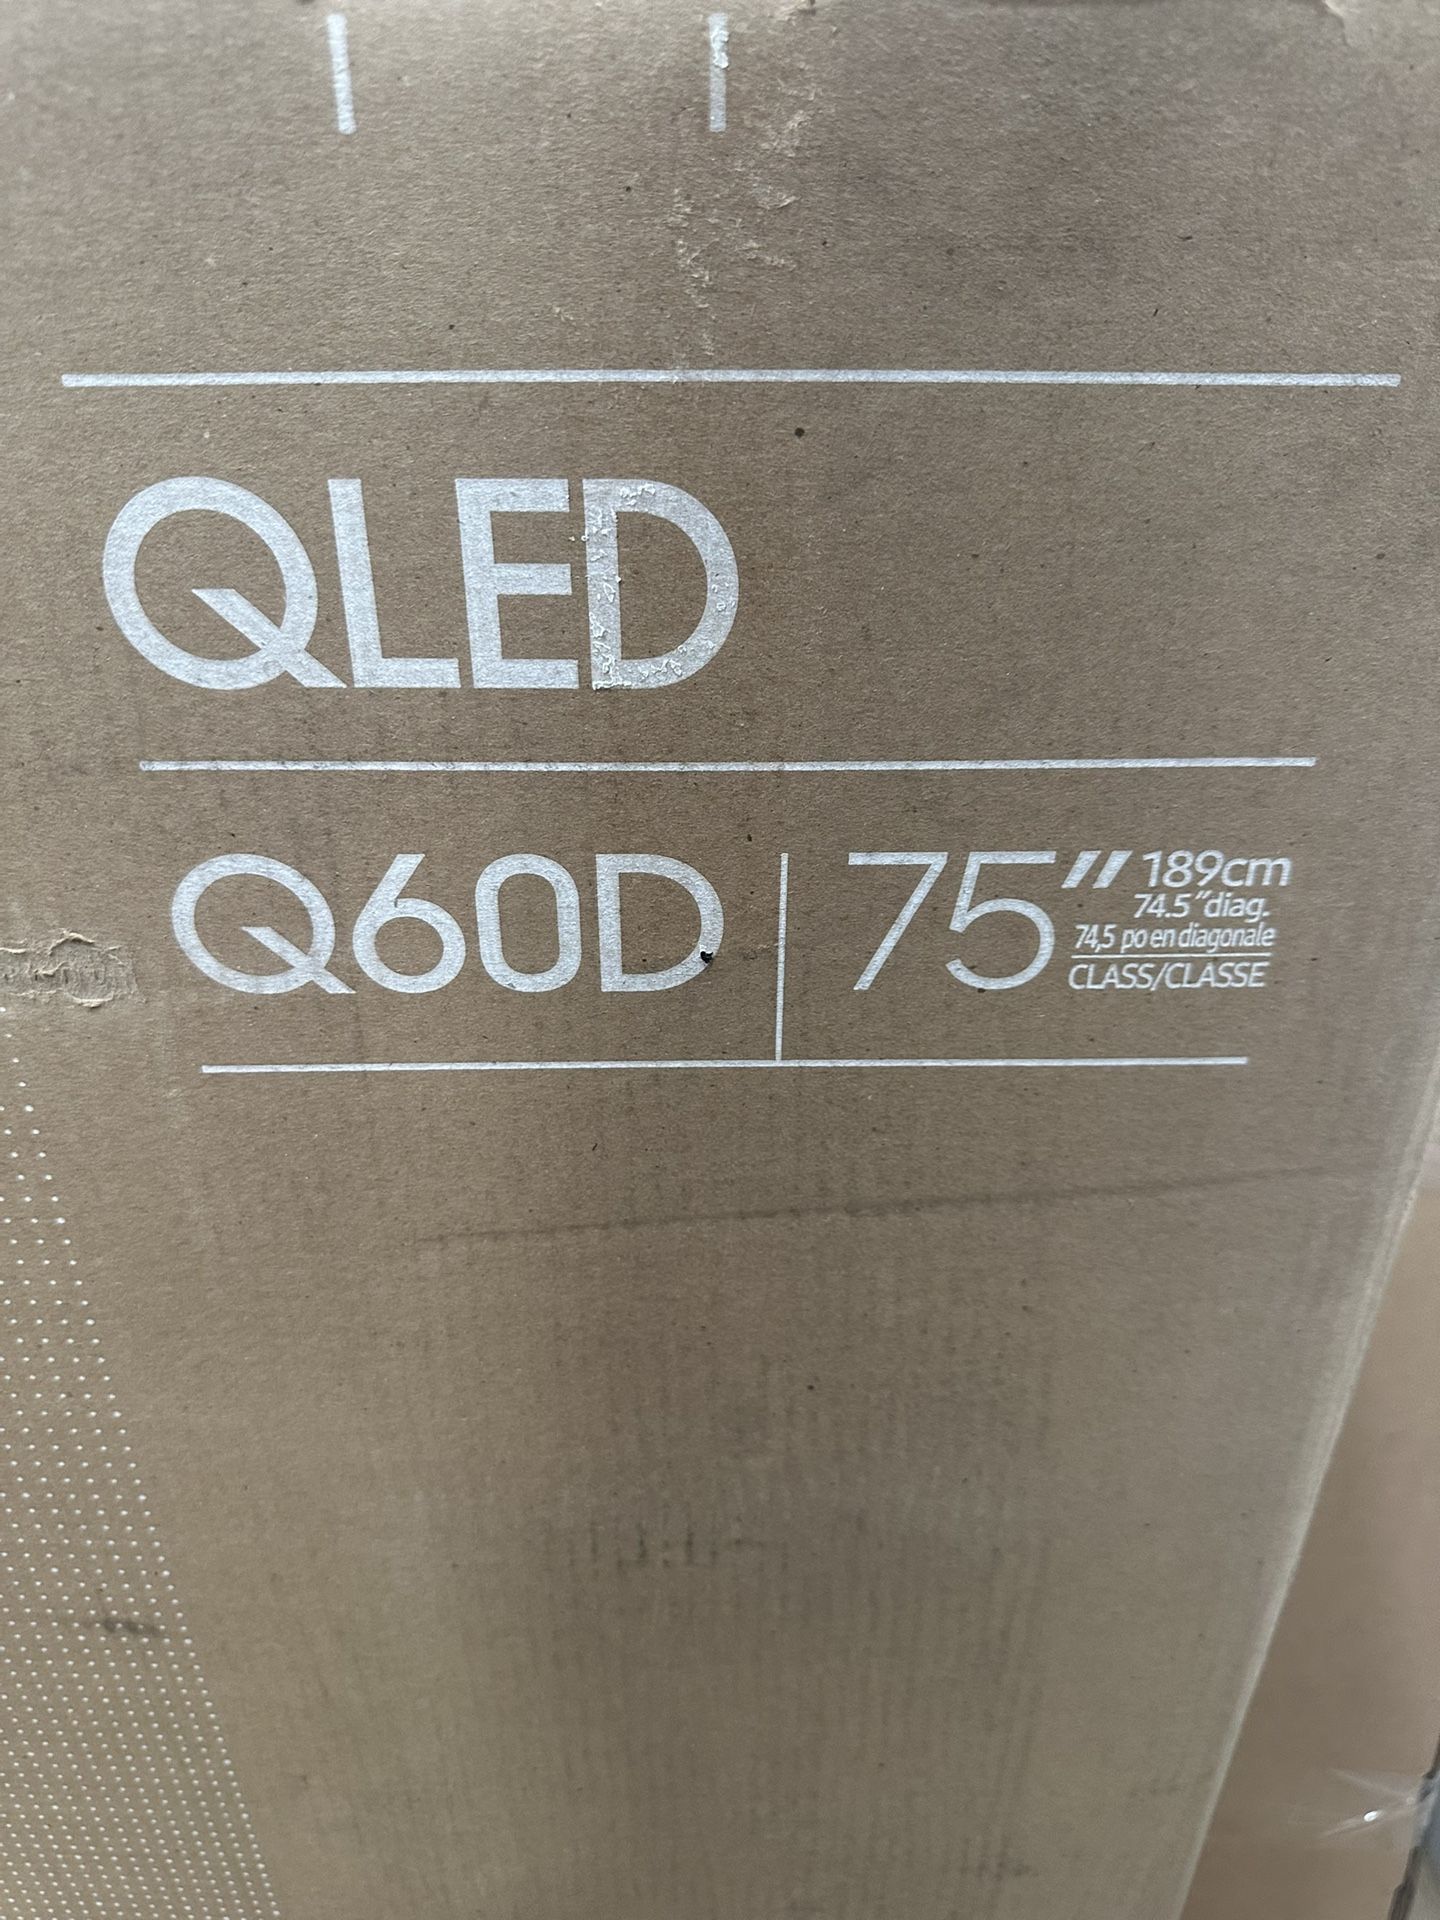 QLED
Q60D 75" 189cm
74.5"diag.
74,5 po en diagonale
CLASS/CLASSE